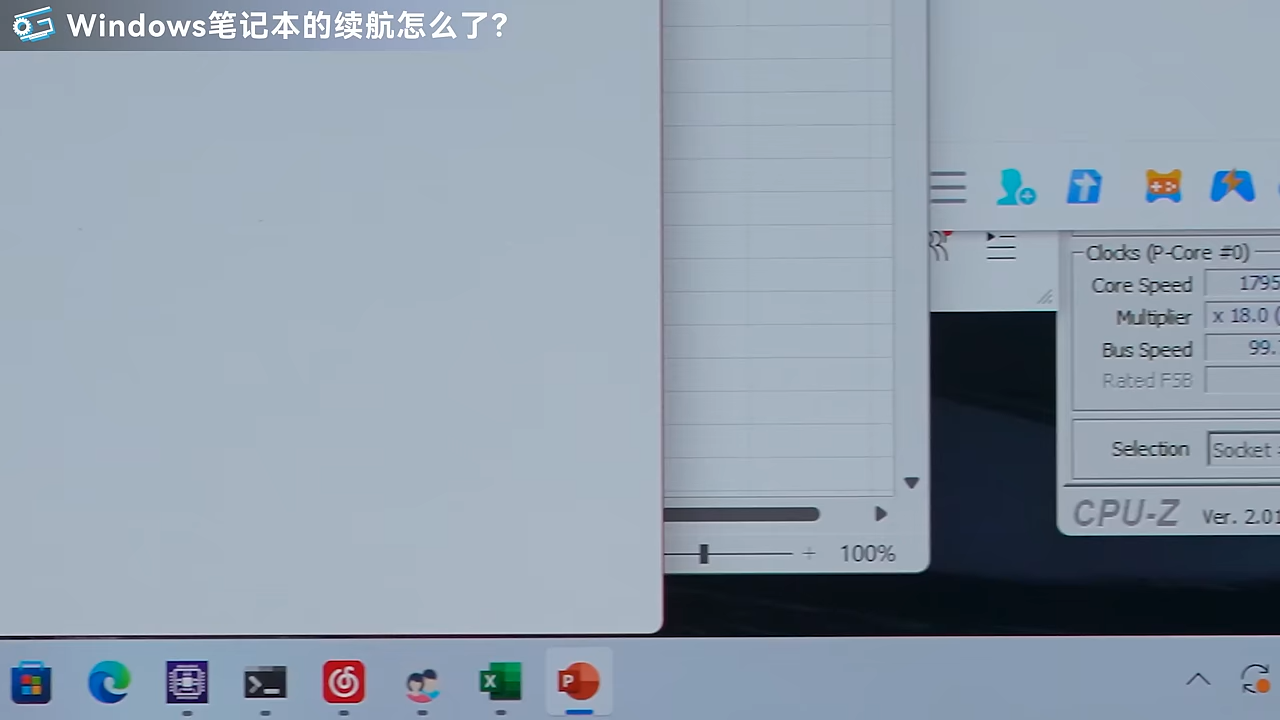 Windows笔记本的续航怎么了？
Clocks (P-Core #0)
Core Speed 1795
Multiplier x 18.0 (
Bus Speed 99.
Rated FSB
Selection Socket
CPU-Z Ver. 2.01
100%